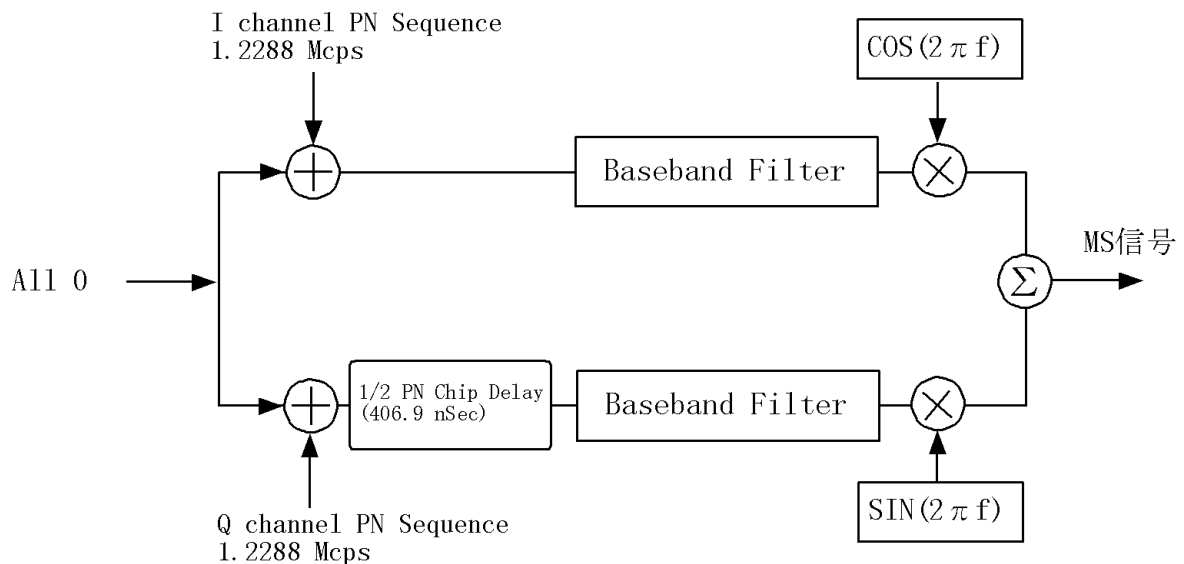 I channel PN Sequence
1.2288 Mcps
COS(2πf)
Baseband Filter
MS信号
All 0
Σ
1/2 PN Chip Delay
(406.9 nSec)
Baseband Filter
SIN(2πf)
Q channel PN Sequence
1.2288 Mcps